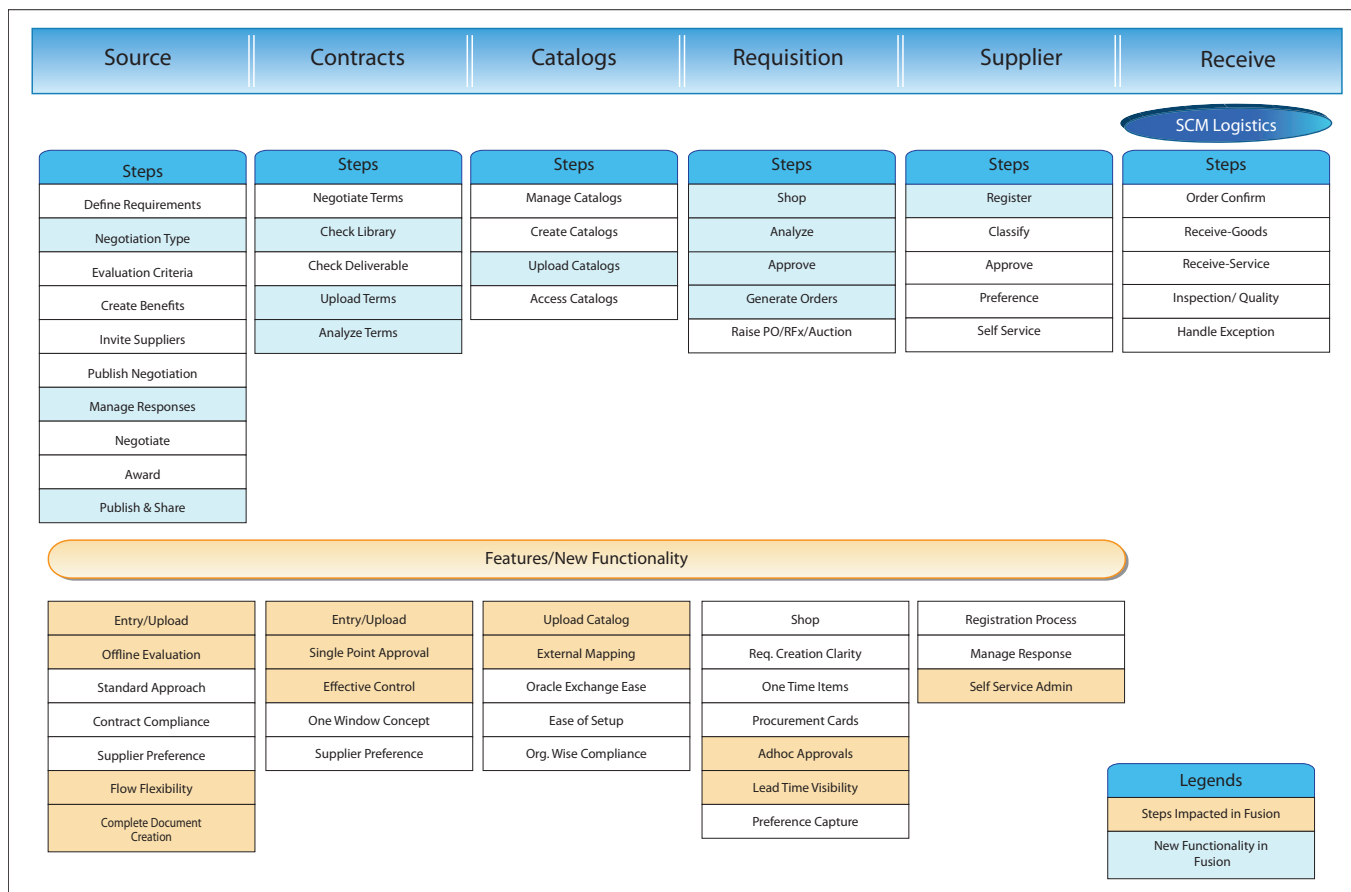 Source
Contracts
Catalogs
Requisition
Supplier
Receive
SCM Logistics
Steps
Define Requirements
Negotiation Type
Evaluation Criteria
Create Benefits
Invite Suppliers
Publish Negotiation
Manage Responses
Negotiate
Award
Publish & Share
Steps
Negotiate Terms
Check Library
Check Deliverable
Upload Terms
Analyze Terms
Steps
Manage Catalogs
Create Catalogs
Upload Catalogs
Access Catalogs
Steps
Shop
Analyze
Approve
Generate Orders
Raise PO/RFx/Auction
Steps
Register
Classify
Approve
Preference
Self Service
Steps
Order Confirm
Receive-Goods
Receive-Service
Inspection/ Quality
Handle Exception
Features/New Functionality
Entry/Upload
Offline Evaluation
Standard Approach
Contract Compliance
Supplier Preference
Flow Flexibility
Complete Document
Creation
Entry/Upload
Single Point Approval
Effective Control
One Window Concept
Supplier Preference
Upload Catalog
External Mapping
Oracle Exchange Ease
Ease of Setup
Org. Wise Compliance
Shop
Req. Creation Clarity
One Time Items
Procurement Cards
Adhoc Approvals
Lead Time Visibility
Preference Capture
Registration Process
Manage Response
Self Service Admin
Legends
Steps Impacted in Fusion
New Functionality in
Fusion